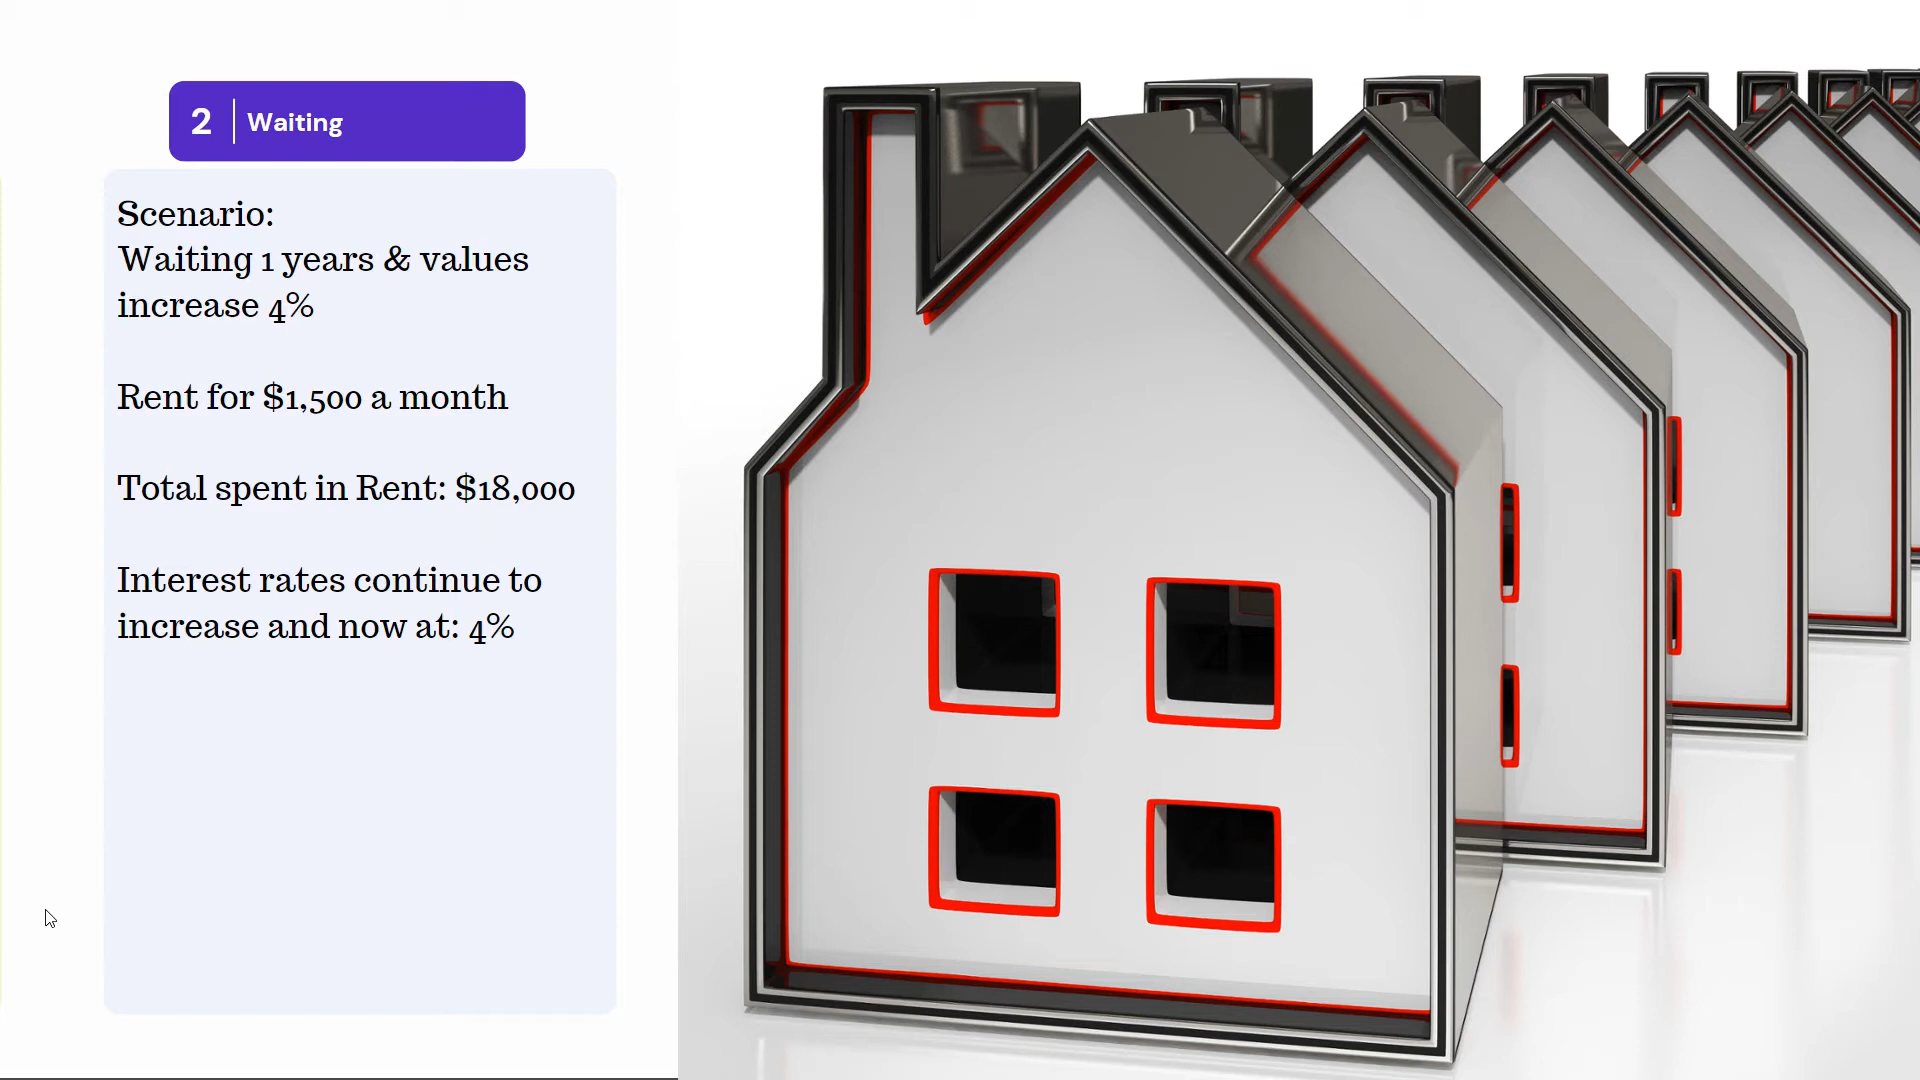 2 | Waiting
Scenario:
Waiting 1 years & values
increase 4%
Rent for $1,500 a month
Total spent in Rent: $18,000
Interest rates continue to
increase and now at: 4%